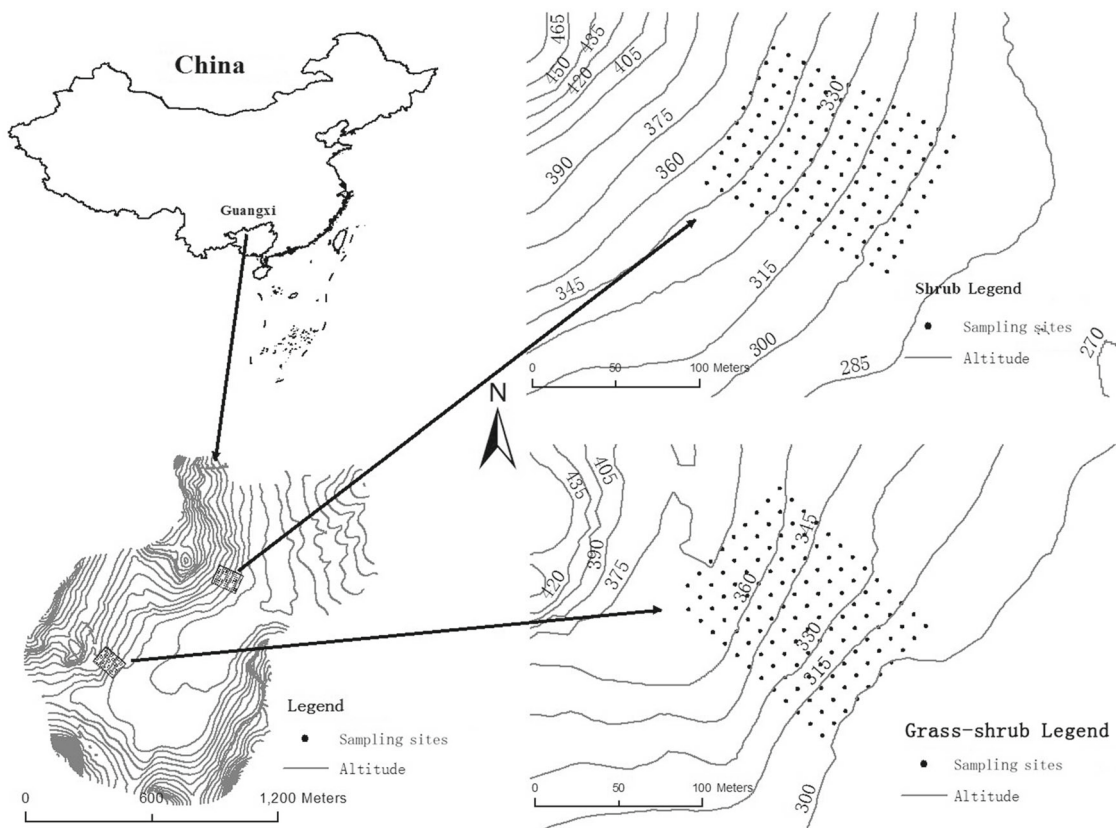 China
Guangxi
N
Legend
Sampling sites
Altitude
0 600 1,200 Meters
465
450
435
420
405
390
375
360
345
330
315
300
285
270
Shrub Legend
Sampling sites
Altitude
0 50 100 Meters
435
420
405
390
375
360
345
330
315
300
Grass-shrub Legend
Sampling sites
Altitude
0 50 100 Meters